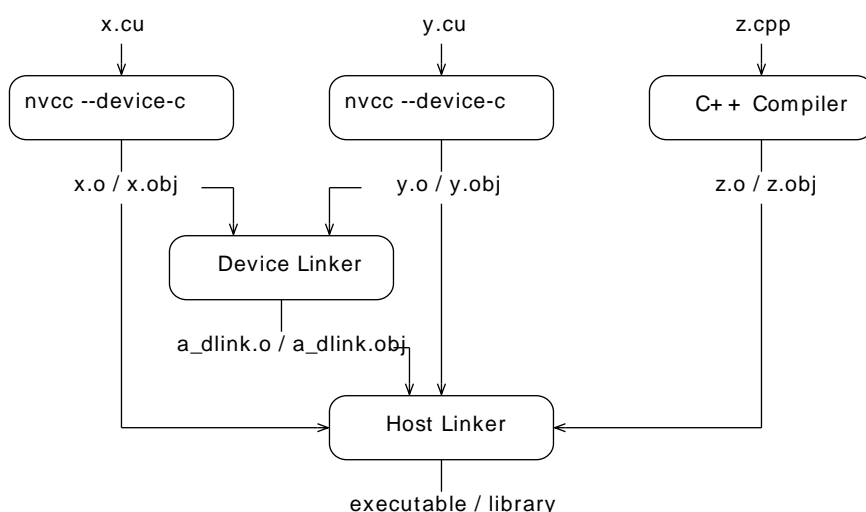 x.cu
y.cu
z.cpp
nvcc --device-c
nvcc --device-c
C++ Compiler
x.o / x.obj
y.o / y.obj
z.o / z.obj
Device Linker
a_dlink.o / a_dlink.obj
Host Linker
executable / library